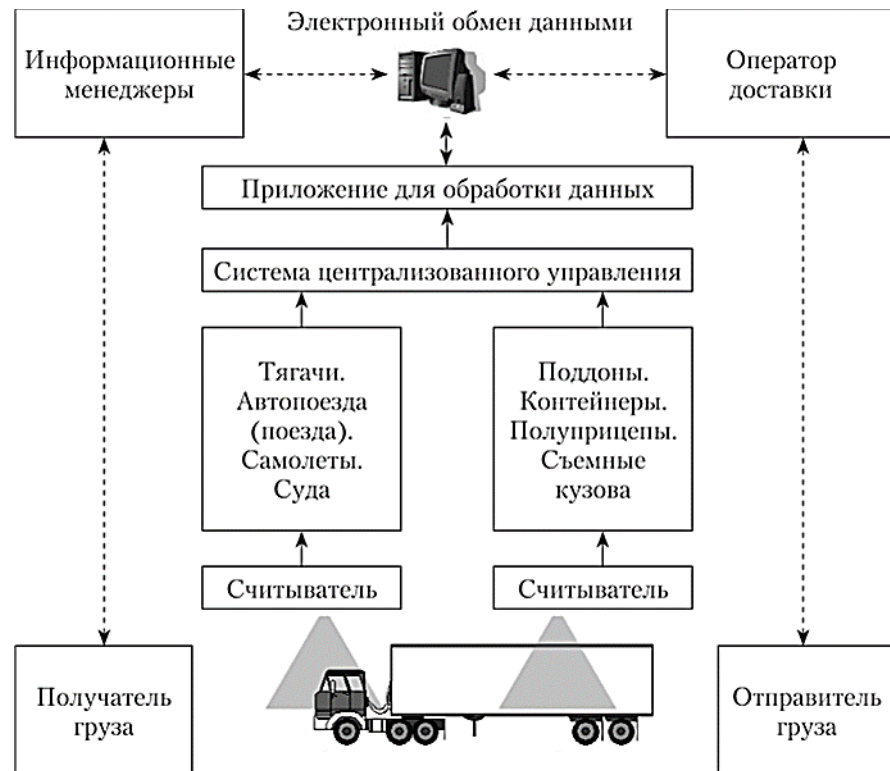 Электронный обмен данными
Информационные
менеджеры
Оператор
доставки
Приложение для обработки данных
Система централизованного управления
Тягачи.
Автопоезда
(поезда).
Самолеты.
Суда
Поддоны.
Контейнеры.
Полуприцепы.
Съемные
кузова
Считыватель
Считыватель
Получатель
груза
Отправитель
груза